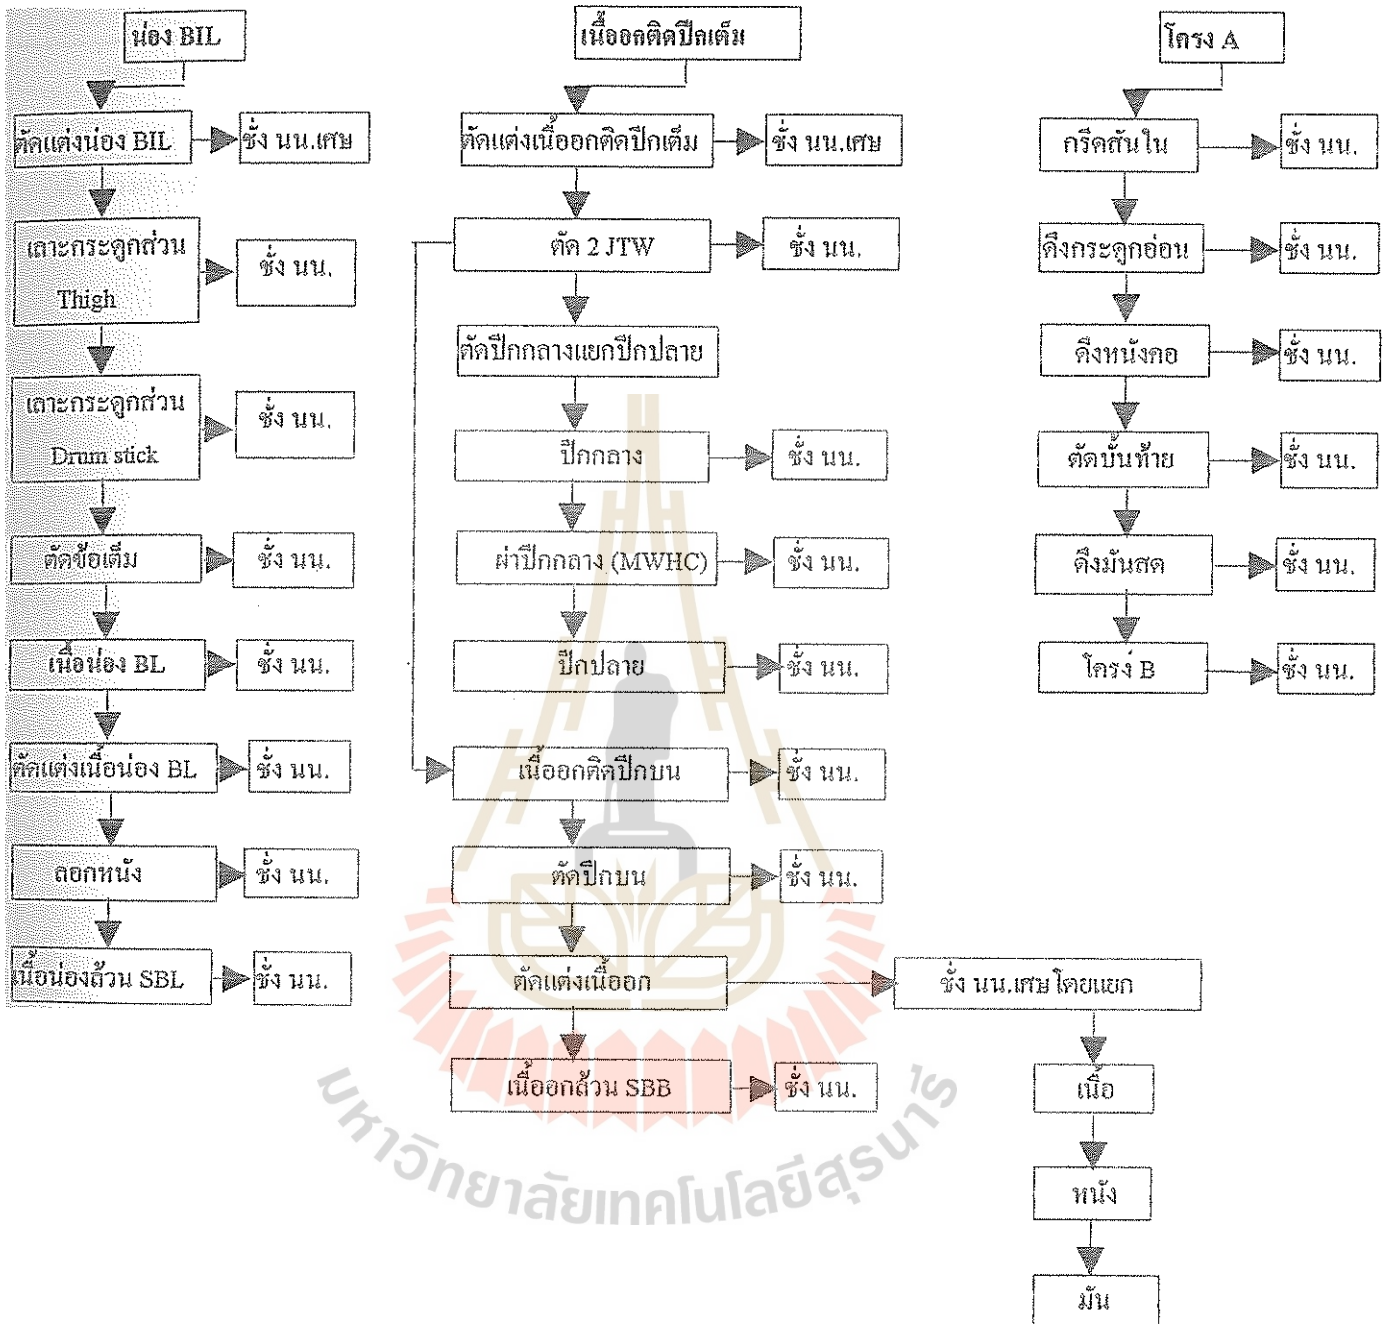 น่อง BIL
ตัดแต่งน่อง BIL
ชั่ง นน.เศษ
เลาะกระดูกส่วน
Thigh
ชั่ง นน.
เลาะกระดูกส่วน
Drum stick
ชั่ง นน.
ตัดข้อเต็ม
ชั่ง นน.
เนื้อน่อง BL
ชั่ง นน.
ตัดแต่งเนื้อน่อง BL
ชั่ง นน.
ลอกหนัง
ชั่ง นน.
เนื้อน่องล้วน SBL
ชั่ง นน.
เนื้ออกติดปีกเต็ม
ตัดแต่งเนื้ออกติดปีกเต็ม
ชั่ง นน.เศษ
ตัด 2 JTW
ชั่ง นน.
ตัดปีกกลางแยกปีกปลาย
ปีกกลาง
ชั่ง นน.
ผ่าปีกกลาง (MWHC)
ชั่ง นน.
ปีกปลาย
ชั่ง นน.
เนื้ออกติดปีกบน
ชั่ง นน.
ตัดปีกบน
ชั่ง นน.
ตัดแต่งเนื้ออก
ชั่ง นน.เศษโดยแยก
เนื้อ
หนัง
มัน
เนื้ออกล้วน SBB
ชั่ง นน.
โครง A
กรีดสันใน
ชั่ง นน.
ดึงกระดูกอ่อน
ชั่ง นน.
ดึงหนังคอ
ชั่ง นน.
ตัดบั้นท้าย
ชั่ง นน.
ดึงมันสด
ชั่ง นน.
โครง B
ชั่ง นน.
มหาวิทยาลัยเทคโนโลยีสุรนารี